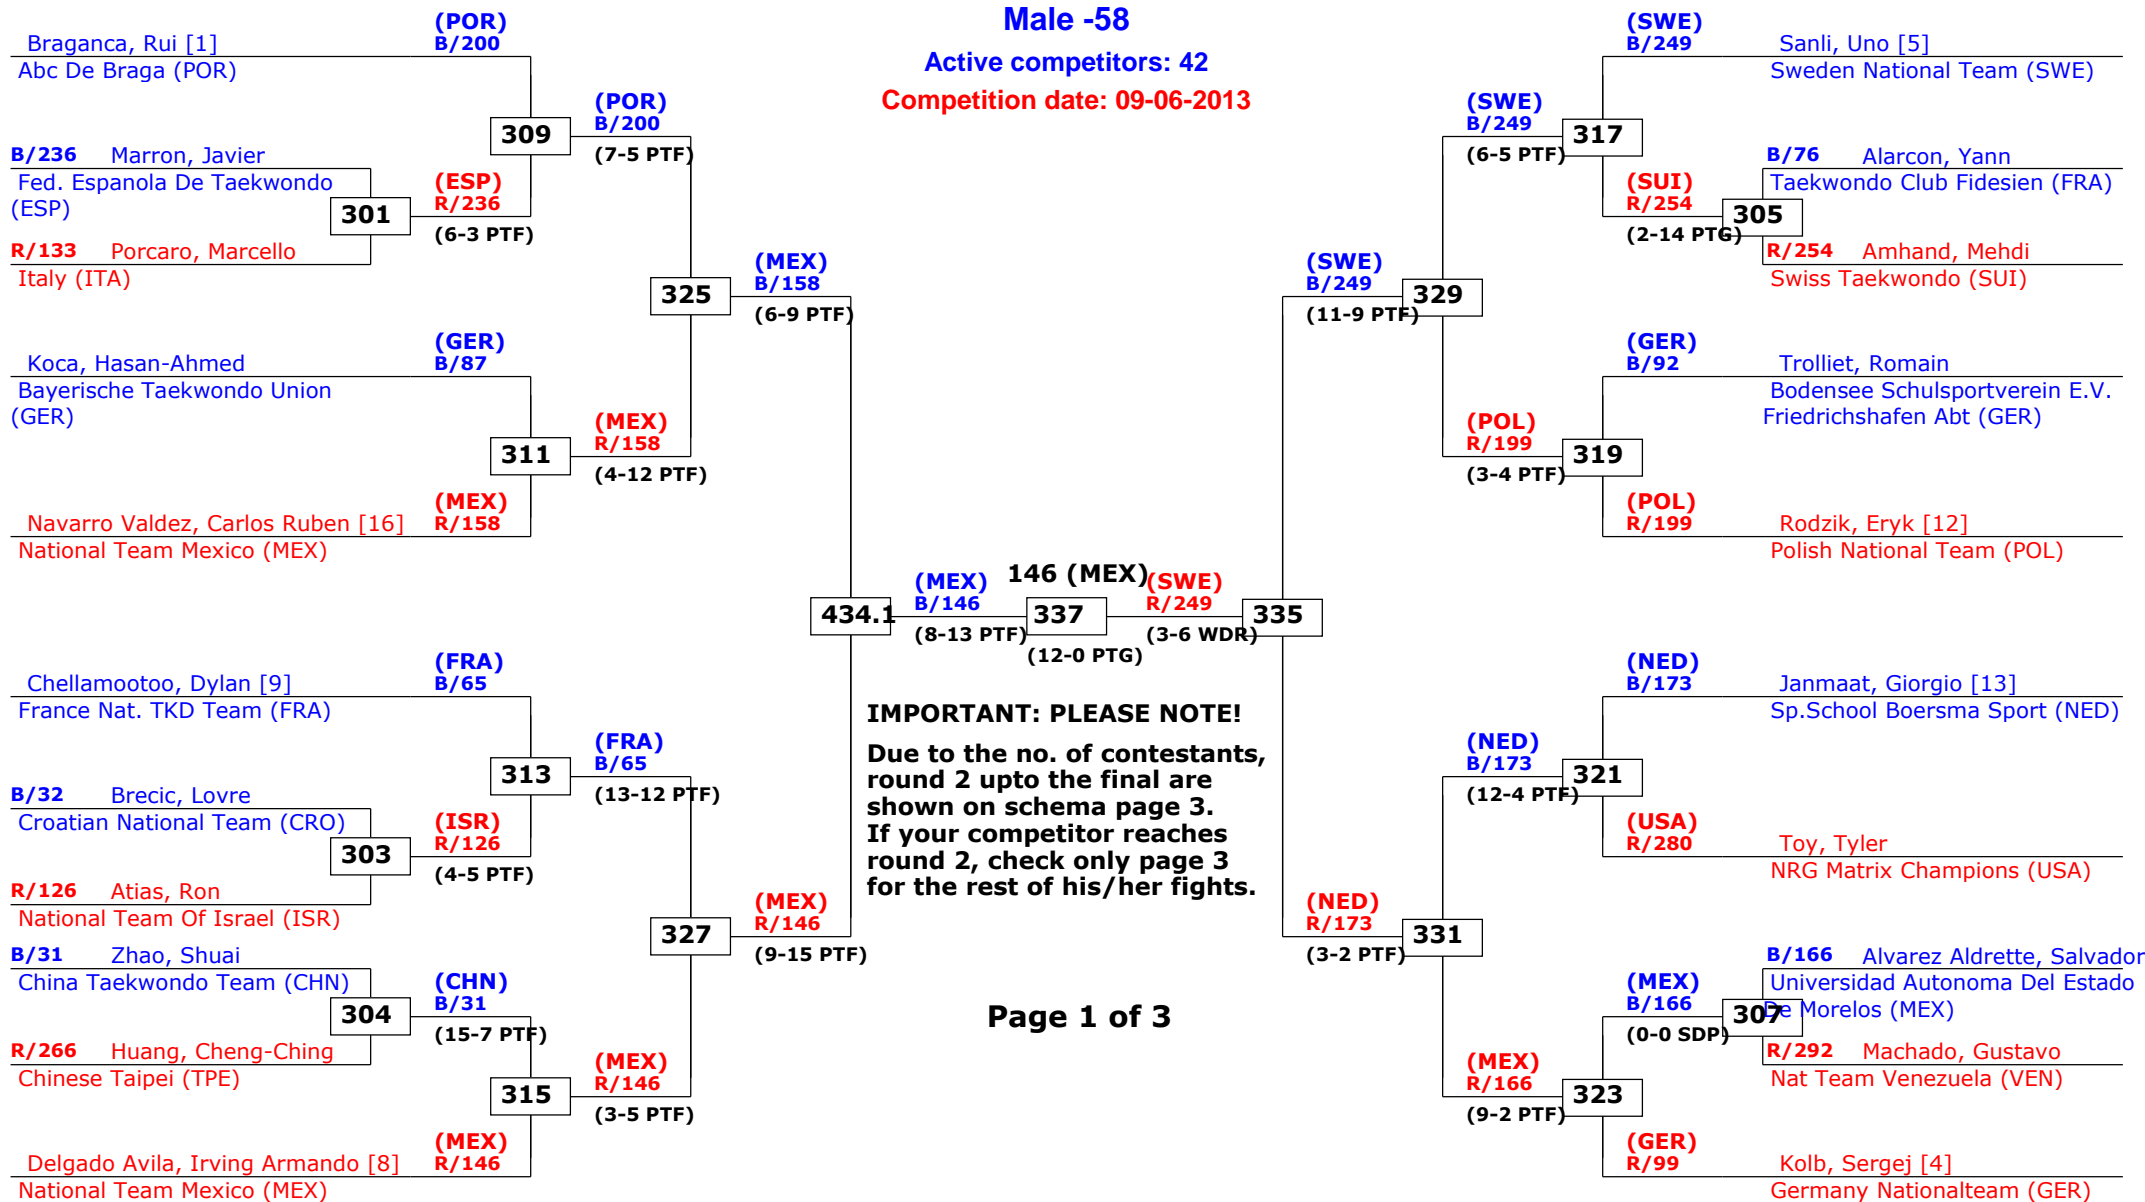 Male -58
Active competitors: 42
Competition date: 09-06-2013
Braganca, Rui [1]
Abc De Braga (POR)
(POR)
B/200
B/236 Marron, Javier
Fed. Espanola De Taekwondo
(ESP)
301
R/133 Porcaro, Marcello
Italy (ITA)
(ESP)
R/236
(6-3 PTF)
309
(POR)
B/200
(7-5 PTF)
Koca, Hasan-Ahmed
Bayerische Taekwondo Union
(GER)
(GER)
B/87
311
(MEX)
R/158
(4-12 PTF)
Navarro Valdez, Carlos Ruben [16]
National Team Mexico (MEX)
(MEX)
R/158
325
(MEX)
B/158
(6-9 PTF)
Chellamootoo, Dylan [9]
France Nat. TKD Team (FRA)
(FRA)
B/65
B/32 Brecic, Lovre
Croatian National Team (CRO)
303
R/126 Atias, Ron
National Team Of Israel (ISR)
(ISR)
R/126
(4-5 PTF)
313
(FRA)
B/65
(13-12 PTF)
B/31 Zhao, Shuai
China Taekwondo Team (CHN)
304
R/266 Huang, Cheng-Ching
Chinese Taipei (TPE)
(CHN)
B/31
(15-7 PTF)
315
(MEX)
R/146
(3-5 PTF)
Delgado Avila, Irving Armando [8]
National Team Mexico (MEX)
(MEX)
R/146
327
(MEX)
R/146
(9-15 PTF)
434.1
(MEX)
B/146
(8-13 PTF)
146 (MEX)
337
(12-0 PTG)
(SWE)
R/249
(3-6 WDR)
335
IMPORTANT: PLEASE NOTE!
Due to the no. of contestants,
round 2 upto the final are
shown on schema page 3.
If your competitor reaches
round 2, check only page 3
for the rest of his/her fights.
Page 1 of 3
(SWE)
B/249
Sanli, Uno [5]
Sweden National Team (SWE)
(SWE)
B/249
(6-5 PTF)
317
B/76 Alarcon, Yann
Taekwondo Club Fidesien (FRA)
(SUI)
R/254
(2-14 PTG)
305
R/254 Amhand, Mehdi
Swiss Taekwondo (SUI)
(SWE)
B/249
(11-9 PTF)
329
(GER)
B/92
Trolliet, Romain
Bodensee Schulsportverein E.V.
Friedrichshafen Abt (GER)
(POL)
R/199
(3-4 PTF)
319
(POL)
R/199
Rodzik, Eryk [12]
Polish National Team (POL)
(NED)
B/173
Janmaat, Giorgio [13]
Sp.School Boersma Sport (NED)
(NED)
B/173
(12-4 PTF)
321
(USA)
R/280
Toy, Tyler
NRG Matrix Champions (USA)
(NED)
R/173
(3-2 PTF)
331
B/166 Alvarez Aldrette, Salvador
Universidad Autonoma Del Estado
De Morelos (MEX)
(MEX)
B/166
(0-0 SDP)
307
R/292 Machado, Gustavo
Nat Team Venezuela (VEN)
(MEX)
R/166
(9-2 PTF)
323
(GER)
R/99
Kolb, Sergej [4]
Germany Nationalteam (GER)